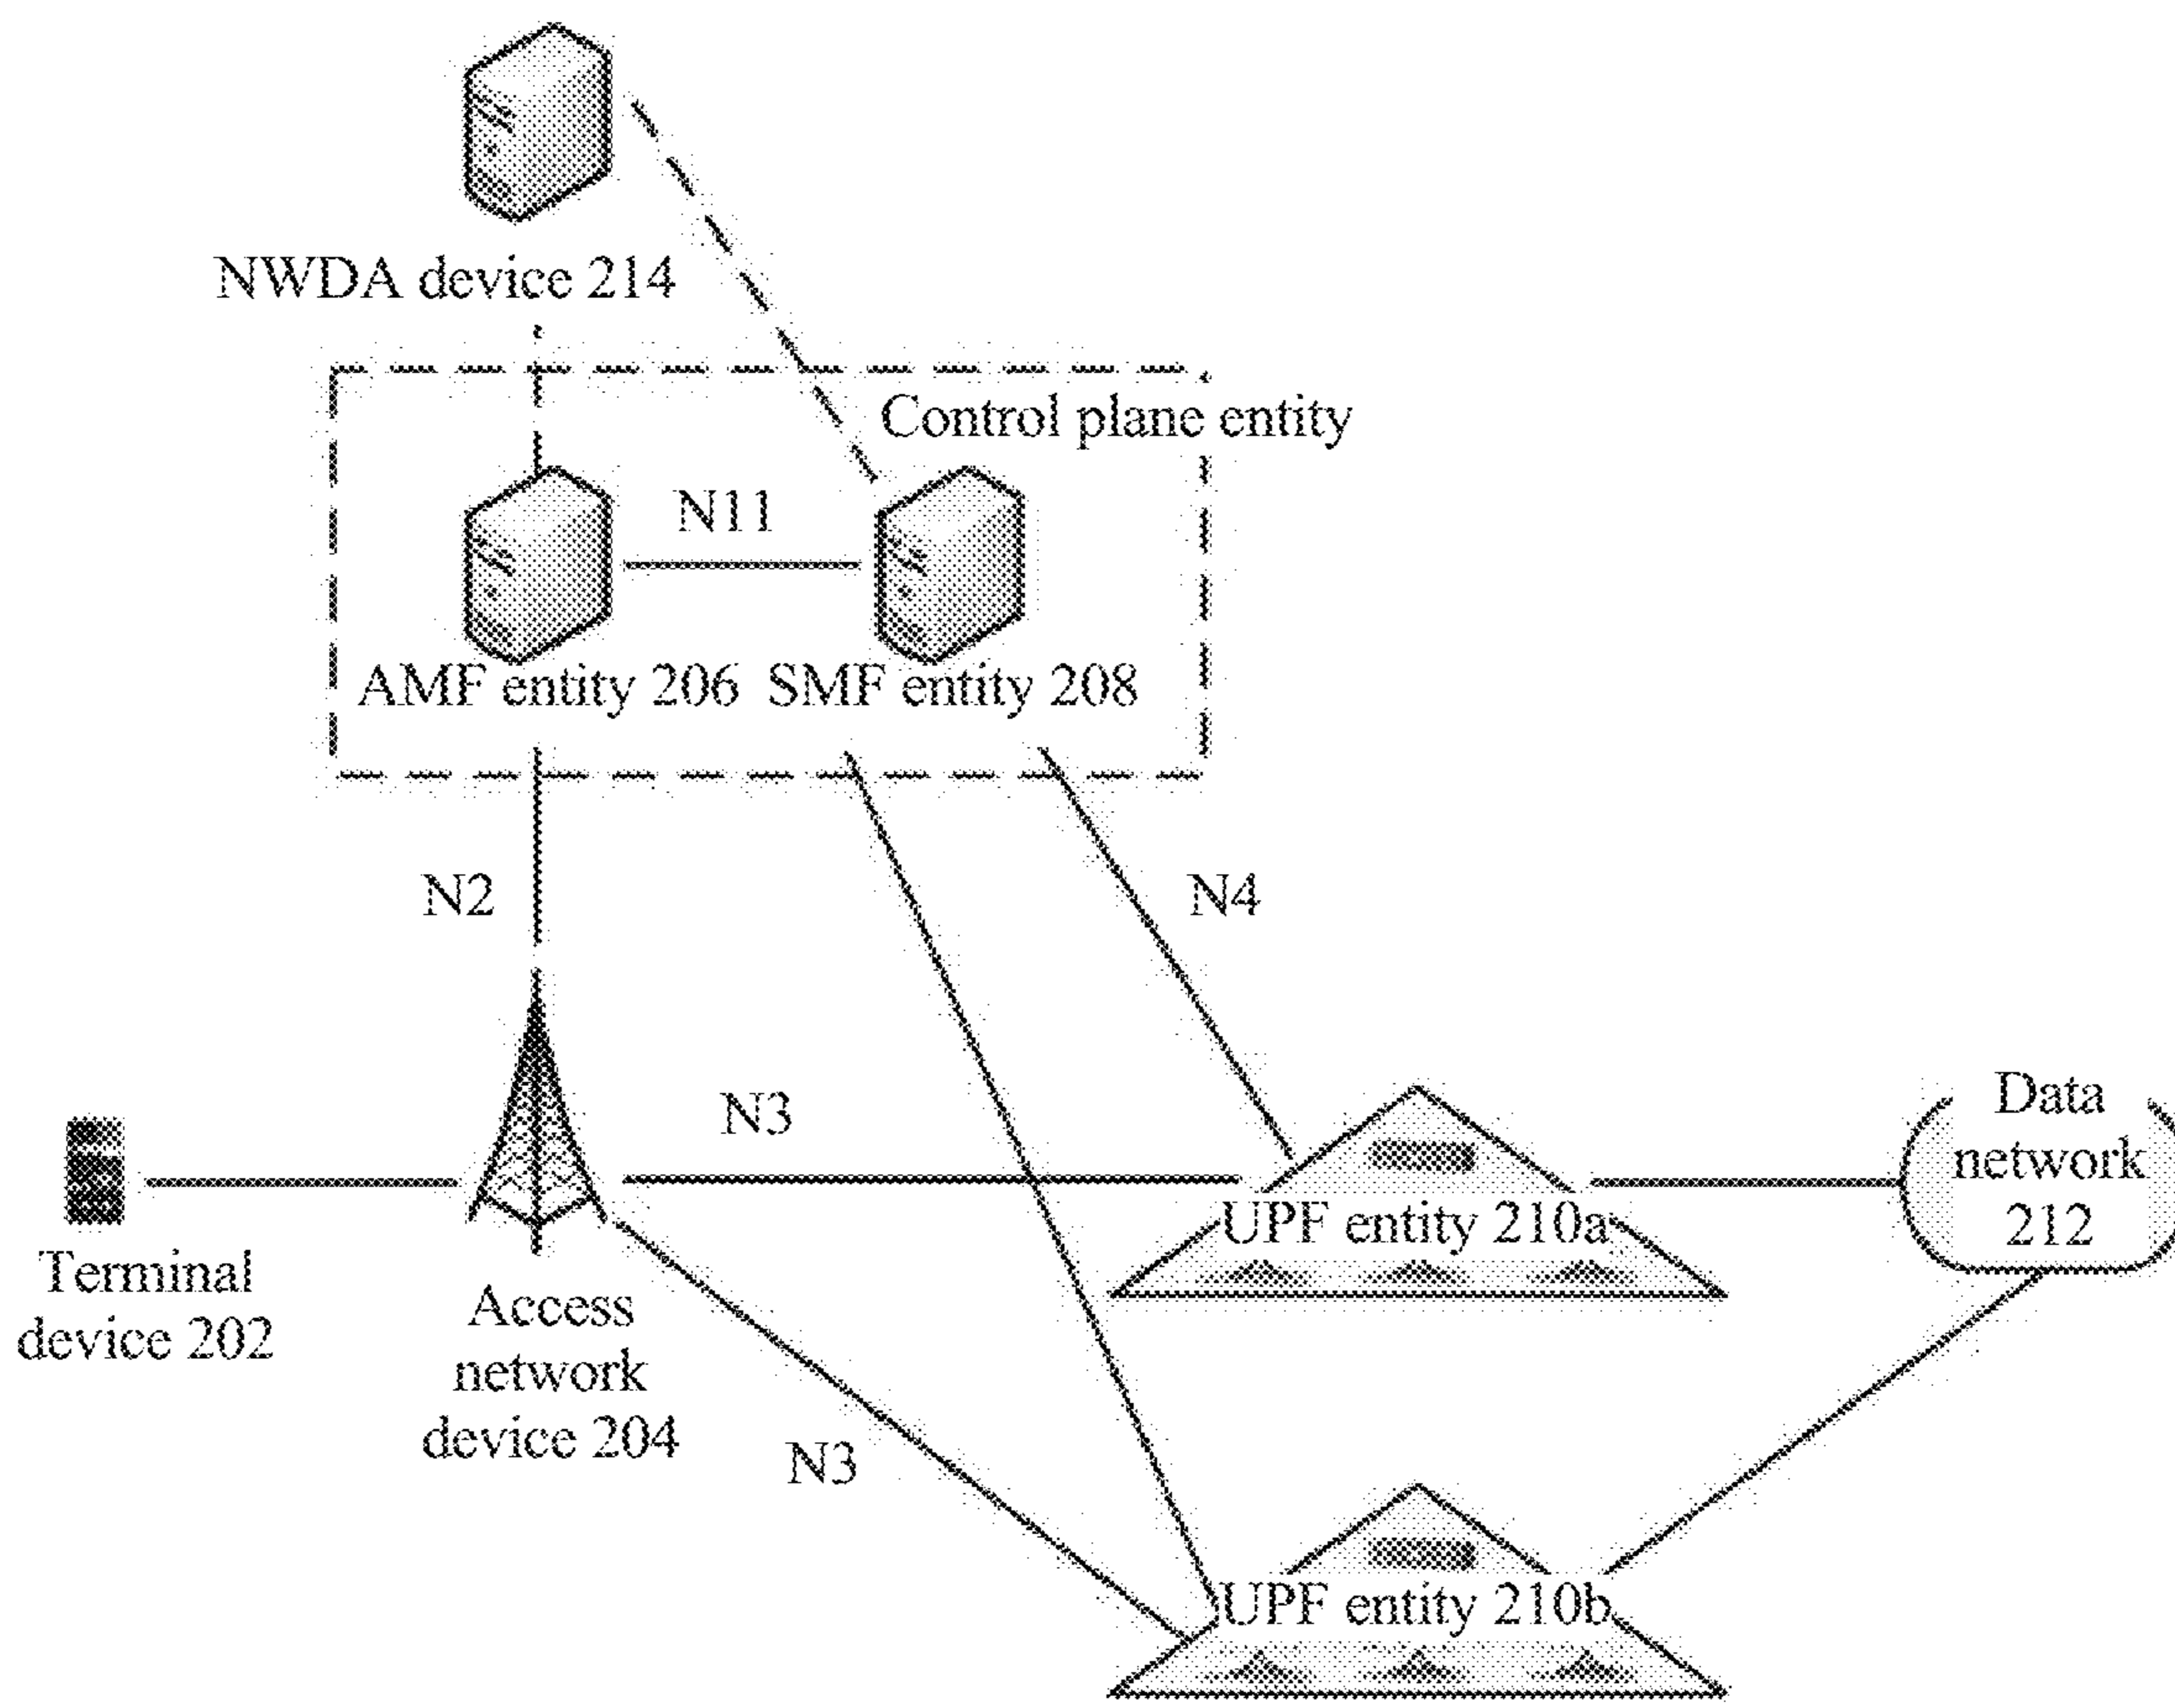 NWDA device 214
Control plane entity
N11
AMF entity 206
SMF entity 208
N2
N4
N3
Terminal
device 202
Access
network
device 204
UPF entity 210a
Data
network
212
N3
UPF entity 210b